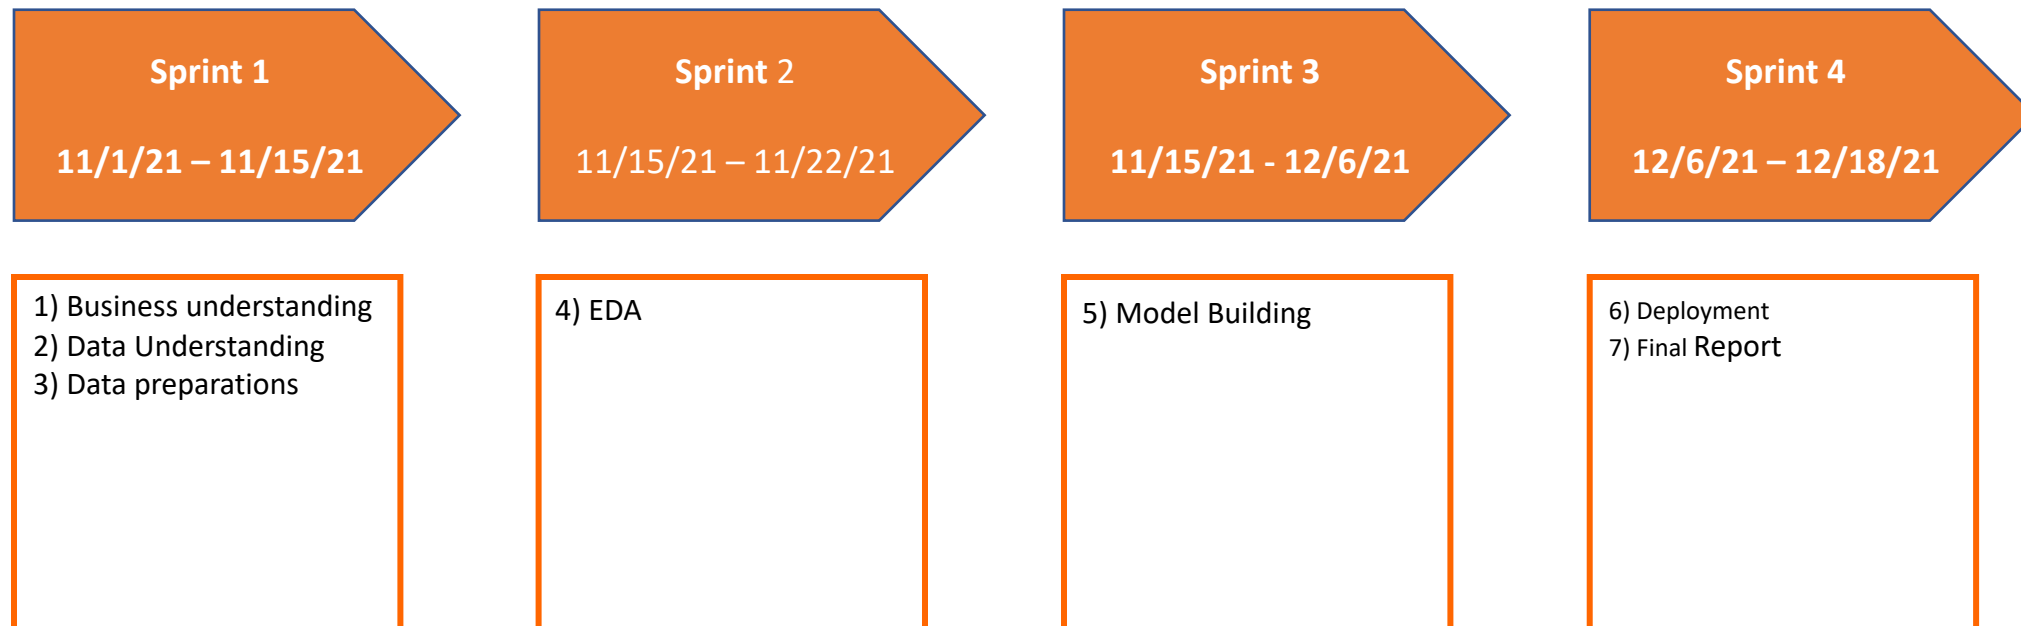 Sprint 1
11/1/21 – 11/15/21
Sprint 2
11/15/21 – 11/22/21
Sprint 3
11/15/21 - 12/6/21
Sprint 4
12/6/21 – 12/18/21
1) Business understanding
2) Data Understanding
3) Data preparations
4) EDA
5) Model Building
6) Deployment
7) Final Report